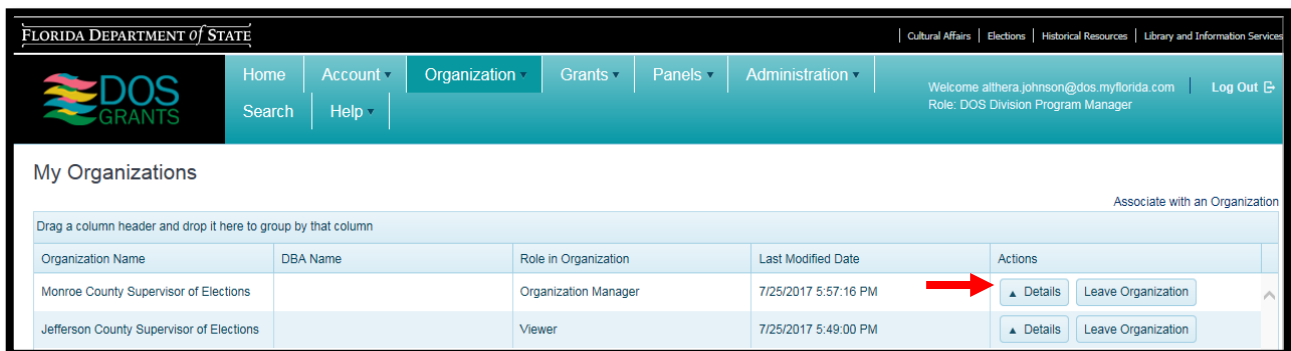 FLORIDA DEPARTMENT of STATE
Cultural Affairs | Elections | Historical Resources | Library and Information Services
DOS GRANTS
Home Account Organization Grants Panels Administration
Search Help
Welcome althera.johnson@dos.myflorida.com | Log Out
Role: DOS Division Program Manager
My Organizations
Associate with an Organization
Drag a column header and drop it here to group by that column
Organization Name DBA Name Role in Organization Last Modified Date Actions
Monroe County Supervisor of Elections Organization Manager 7/25/2017 5:57:16 PM Details Leave Organization
Jefferson County Supervisor of Elections Viewer 7/25/2017 5:49:00 PM Details Leave Organization